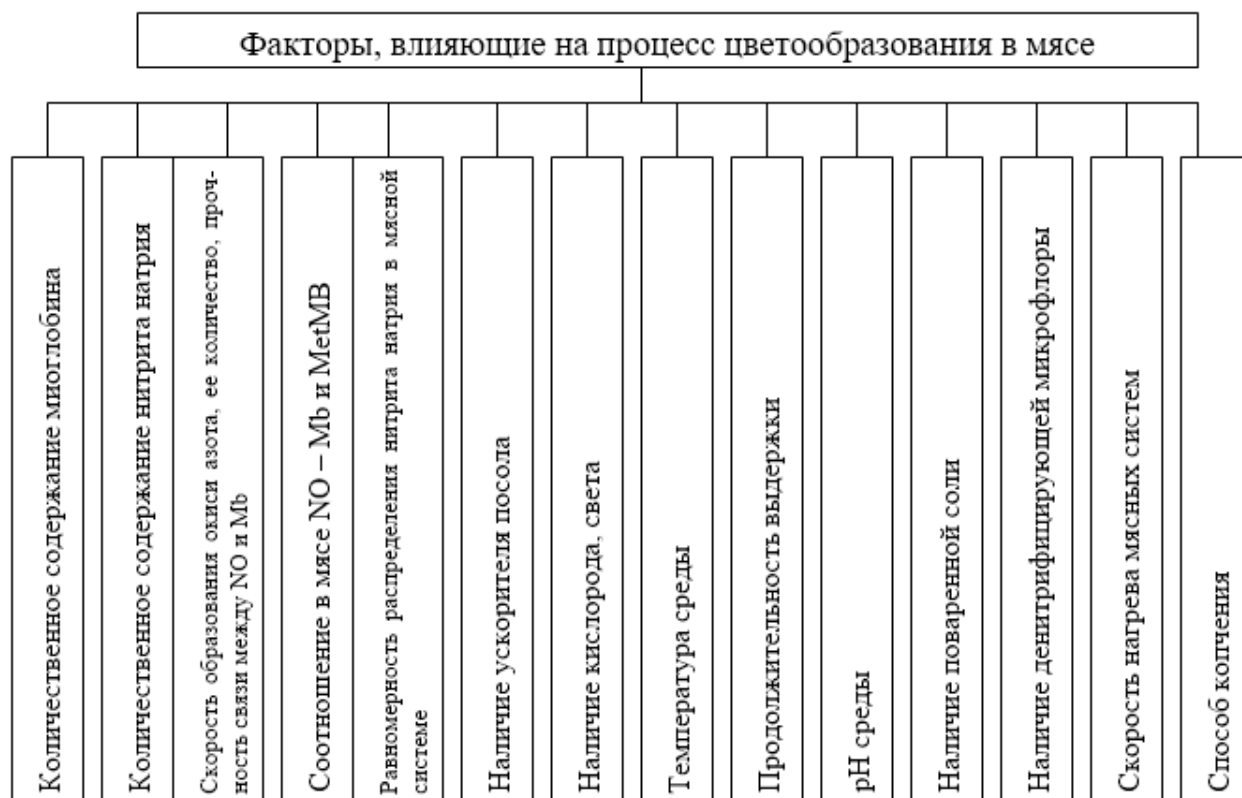 Факторы, влияющие на процесс цветообразования в мясе
Количественное содержание миоглобина
Количественное содержание нитрита натрия
Скорость образования окиси азота, ее количество, проч-
ность связи между NO и Mb
Соотношение в мясе NO – Mb и MetMB
Равномерность распределения нитрита натрия в мясной
системе
Наличие ускорителя посола
Наличие кислорода, света
Температура среды
Продолжительность выдержки
pH среды
Наличие поваренной соли
Наличие денитрифицирующей микрофлоры
Скорость нагрева мясных систем
Способ копчения